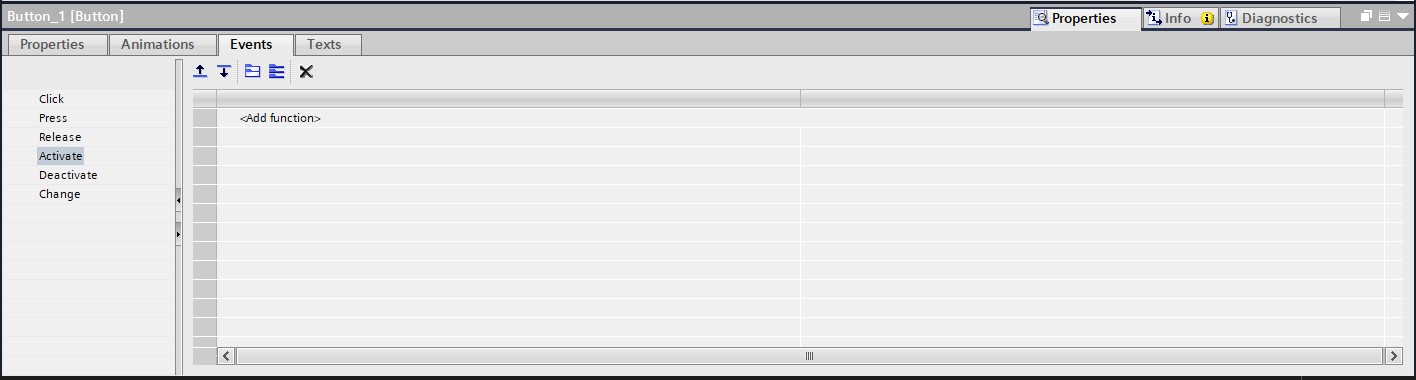 Button_1 [Button]
Properties
Info
Diagnostics
Properties
Animations
Events
Texts
Click
Press
Release
Activate
Deactivate
Change
<Add function>